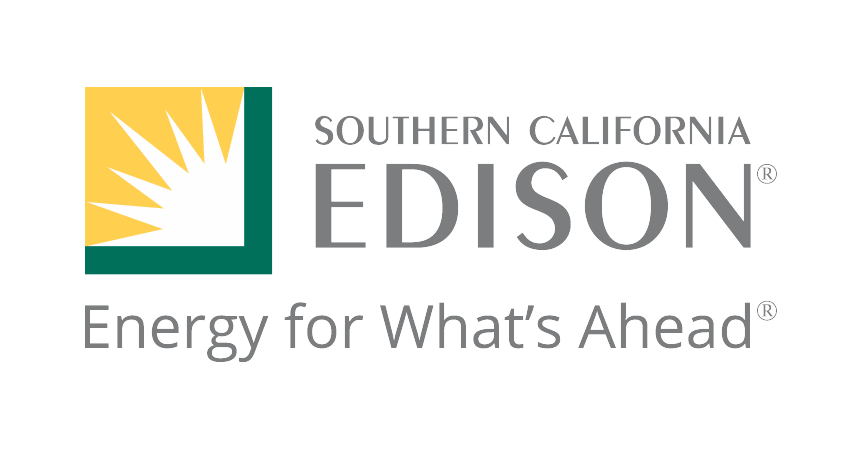 SOUTHERN CALIFORNIA
EDISON®
Energy for What's Ahead®